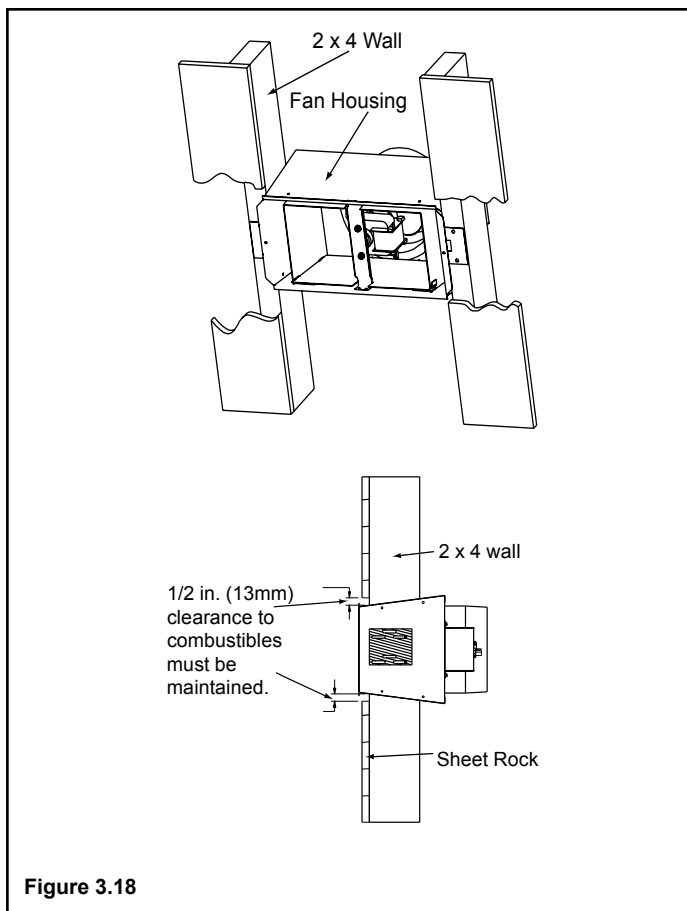 2 x 4 Wall
Fan Housing
2 x 4 wall
1/2 in. (13mm)
clearance to
combustibles
must be
maintained.
Sheet Rock
Figure 3.18